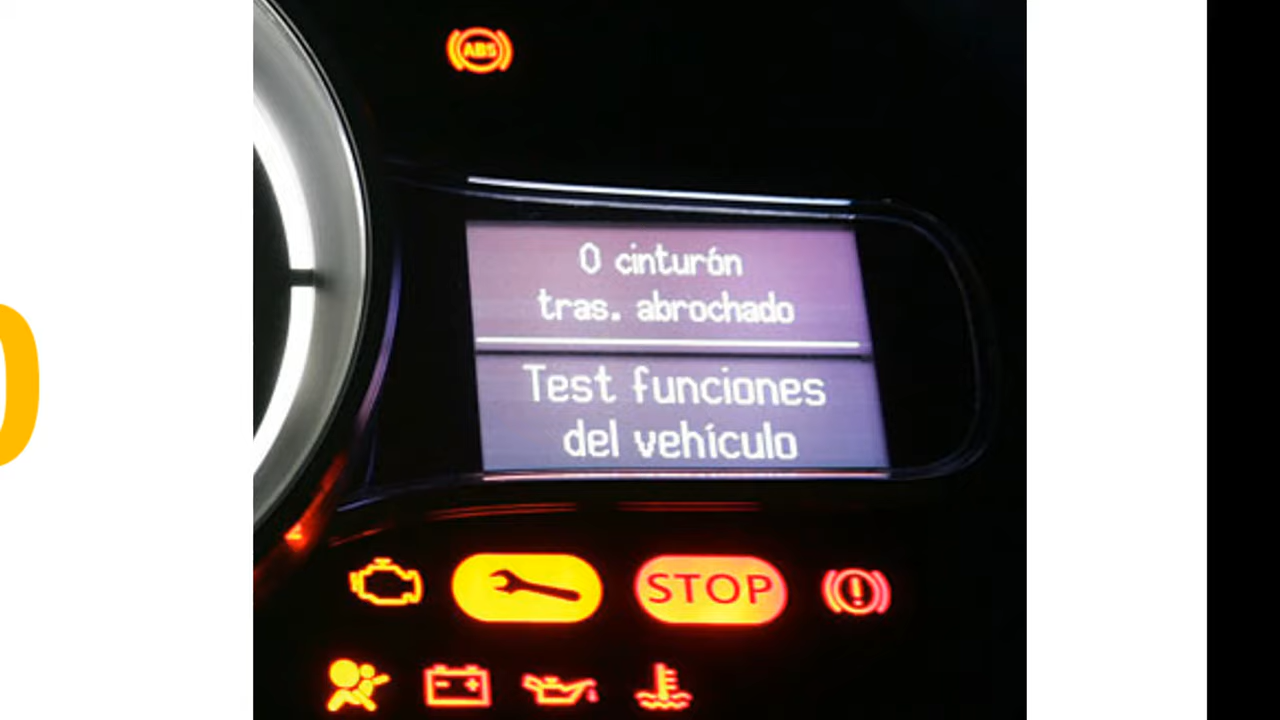 ABS
0 cinturón
tras. abrochado
Test funciones
del vehículo
STOP